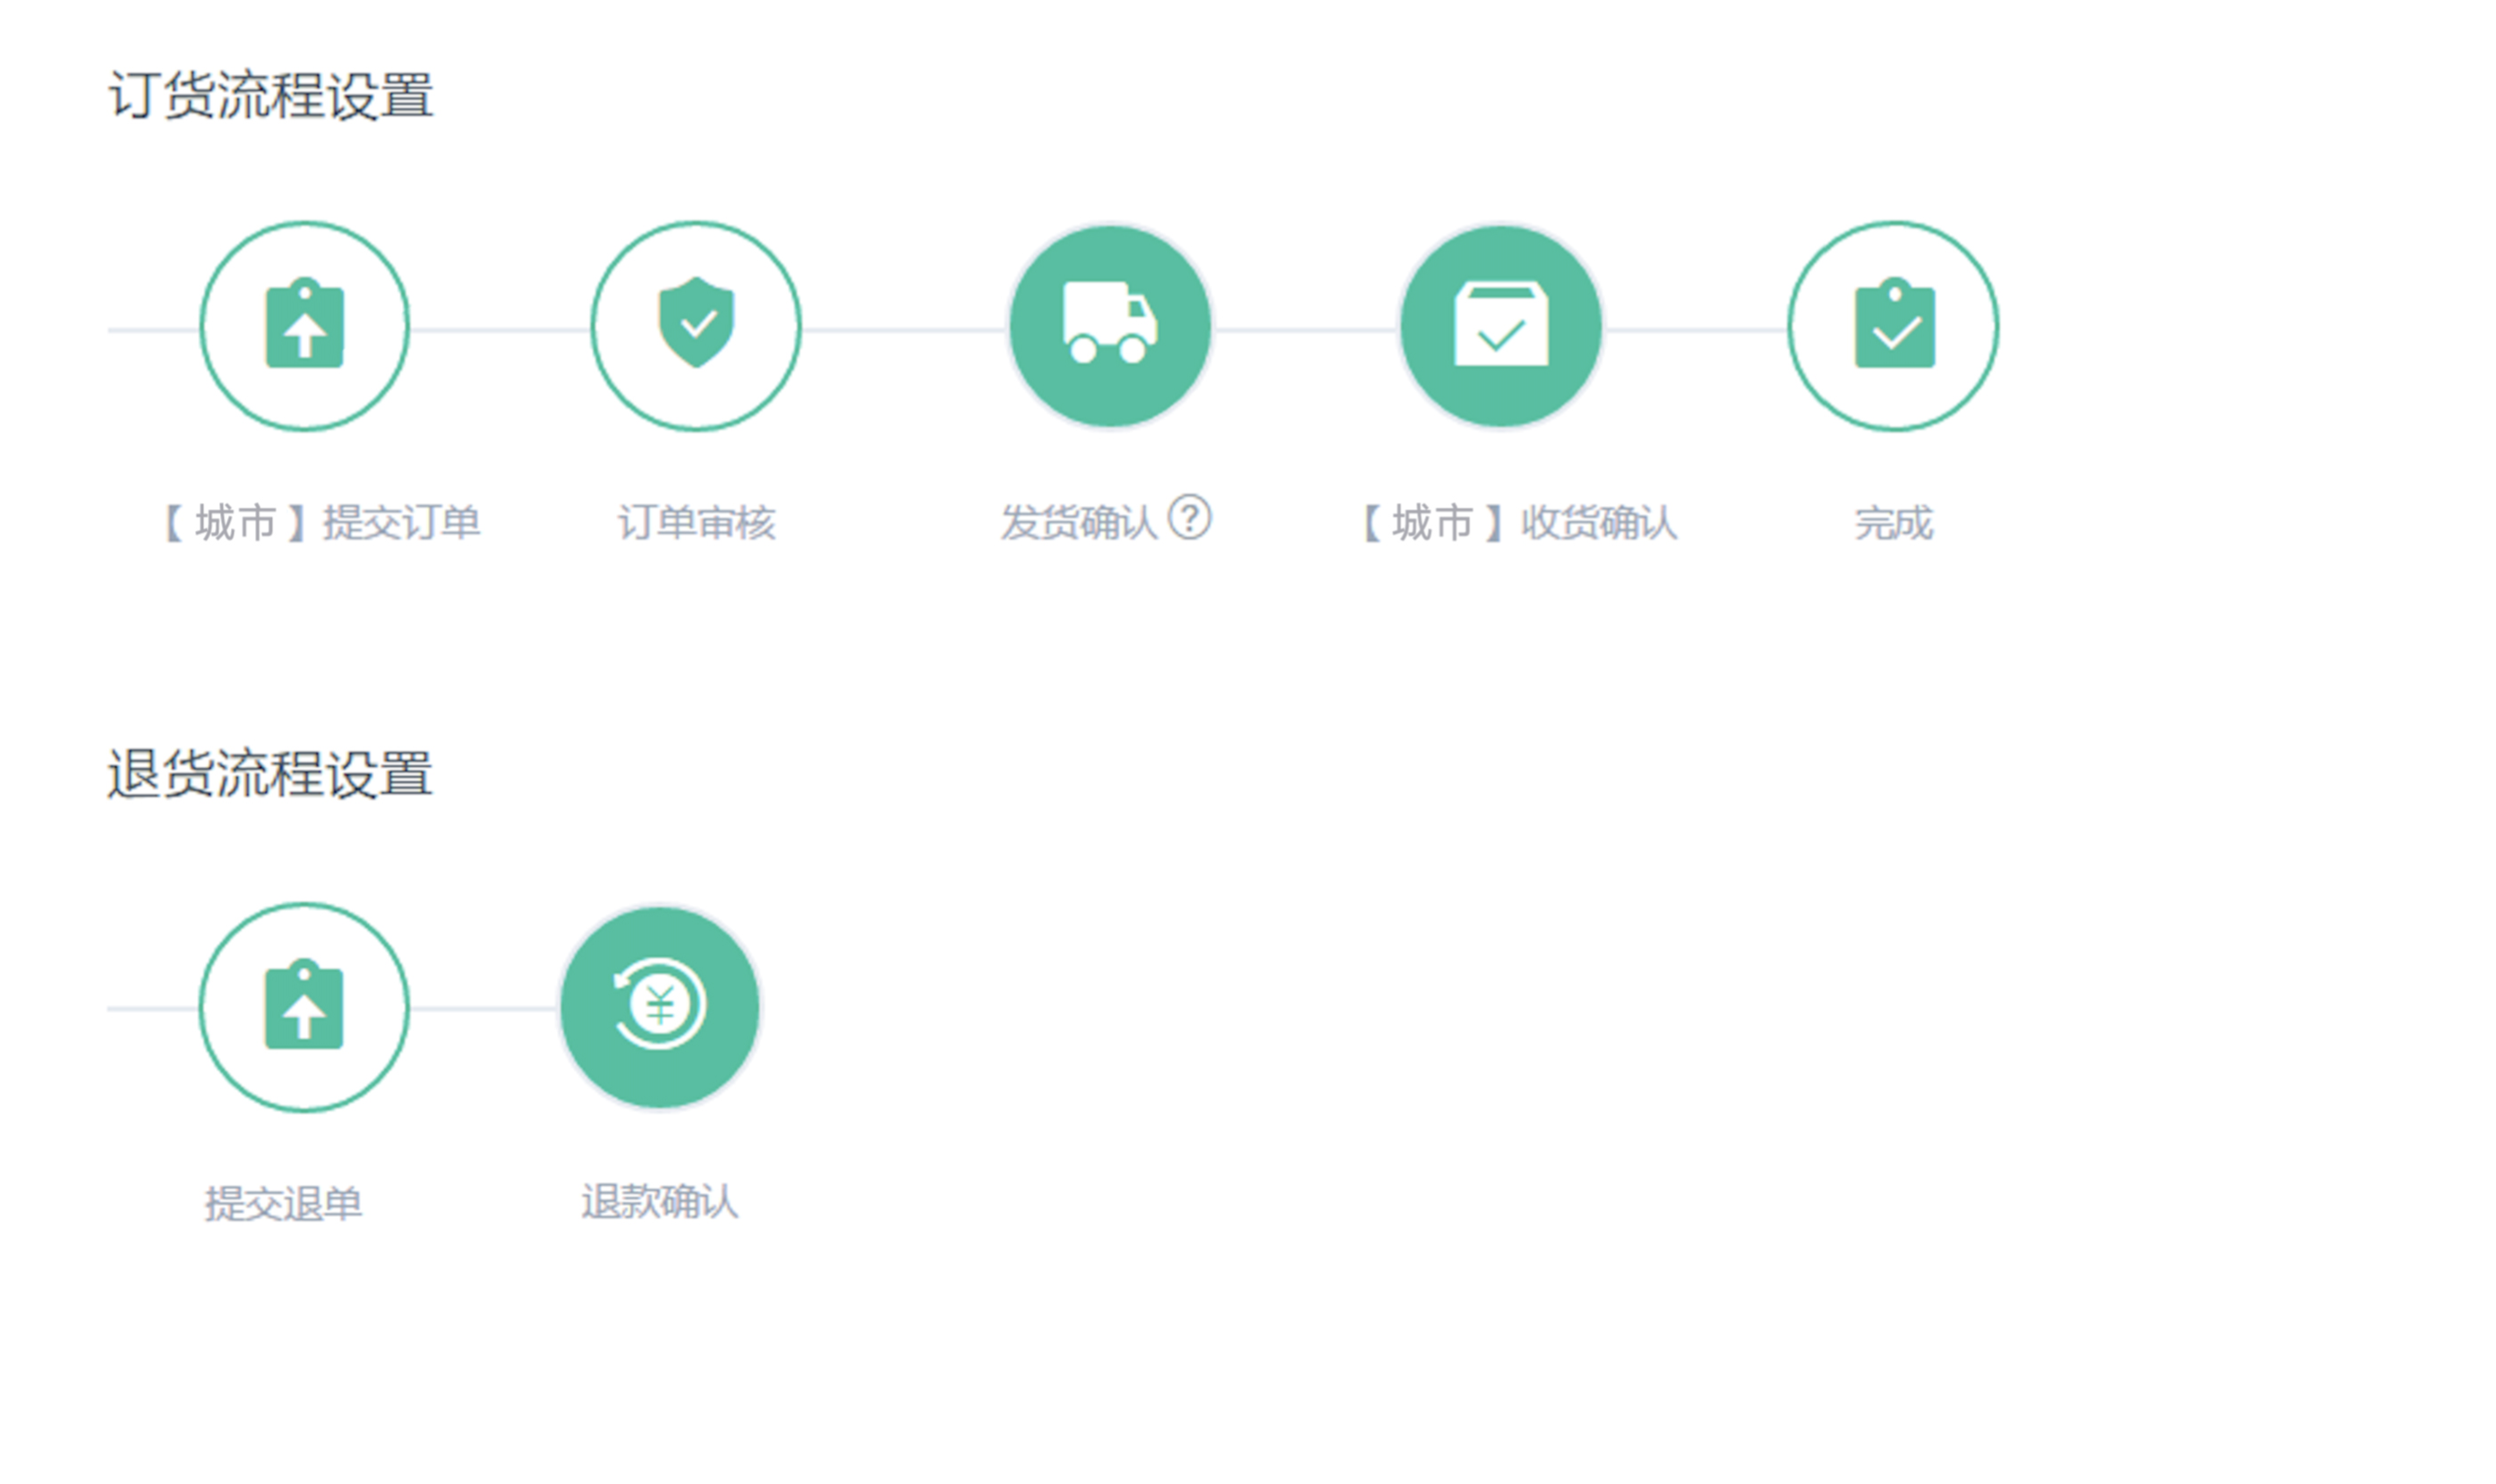 订货流程设置
【 城市 】提交订单 订单审核 发货确认 ? 【 城市 】收货确认 完成
退货流程设置
提交退单 退款确认